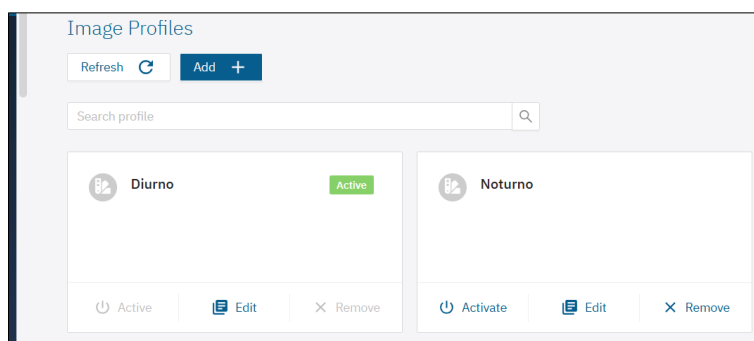 Image Profiles
Refresh Add
Search profile
Diurno Active
Noturno
Active Edit Remove
Activate Edit Remove